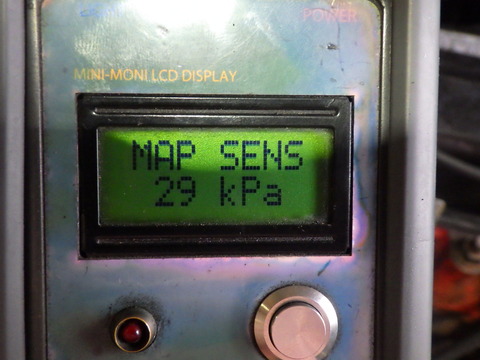 POWER
MINI-MONI LCD DISPLAY
MAP SENS
29 kPa